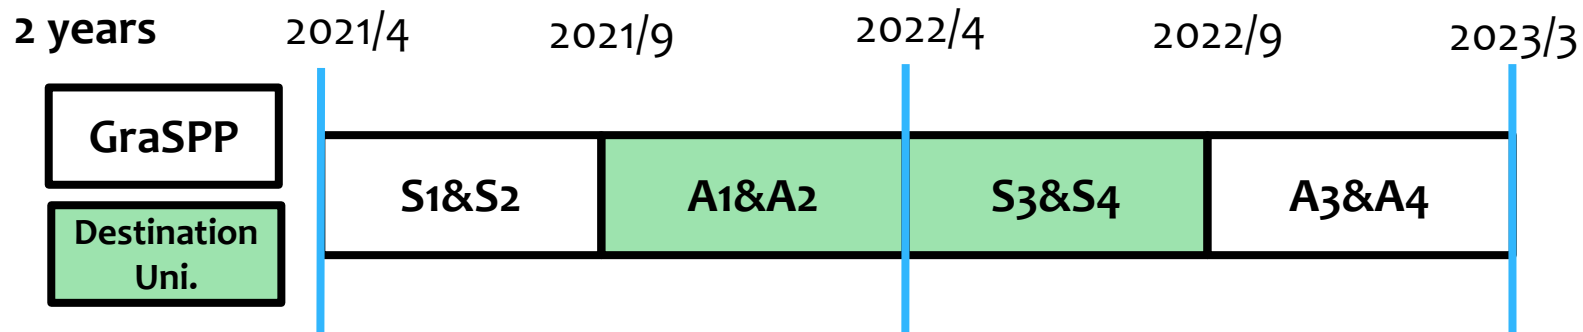 2 years 2021/4 2021/9 2022/4 2022/9 2023/3
GraSPP
S1&S2 A1&A2 S3&S4 A3&A4
Destination
Uni.